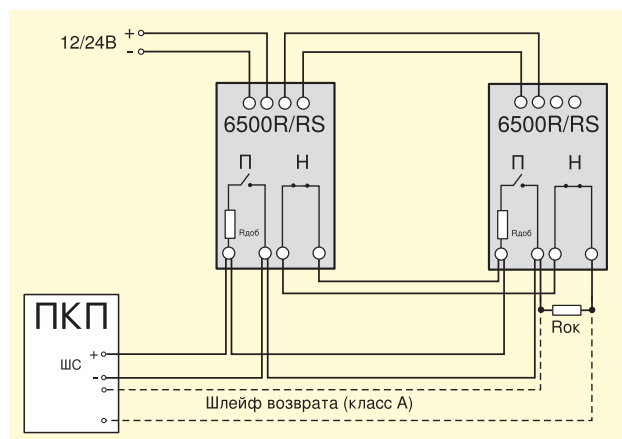 12/24В
+
-
6500R/RS
П Н
Rдоб
6500R/RS
П Н
Rдоб
ПКП
ШС
+
-
Rок
Шлейф возврата (класс А)